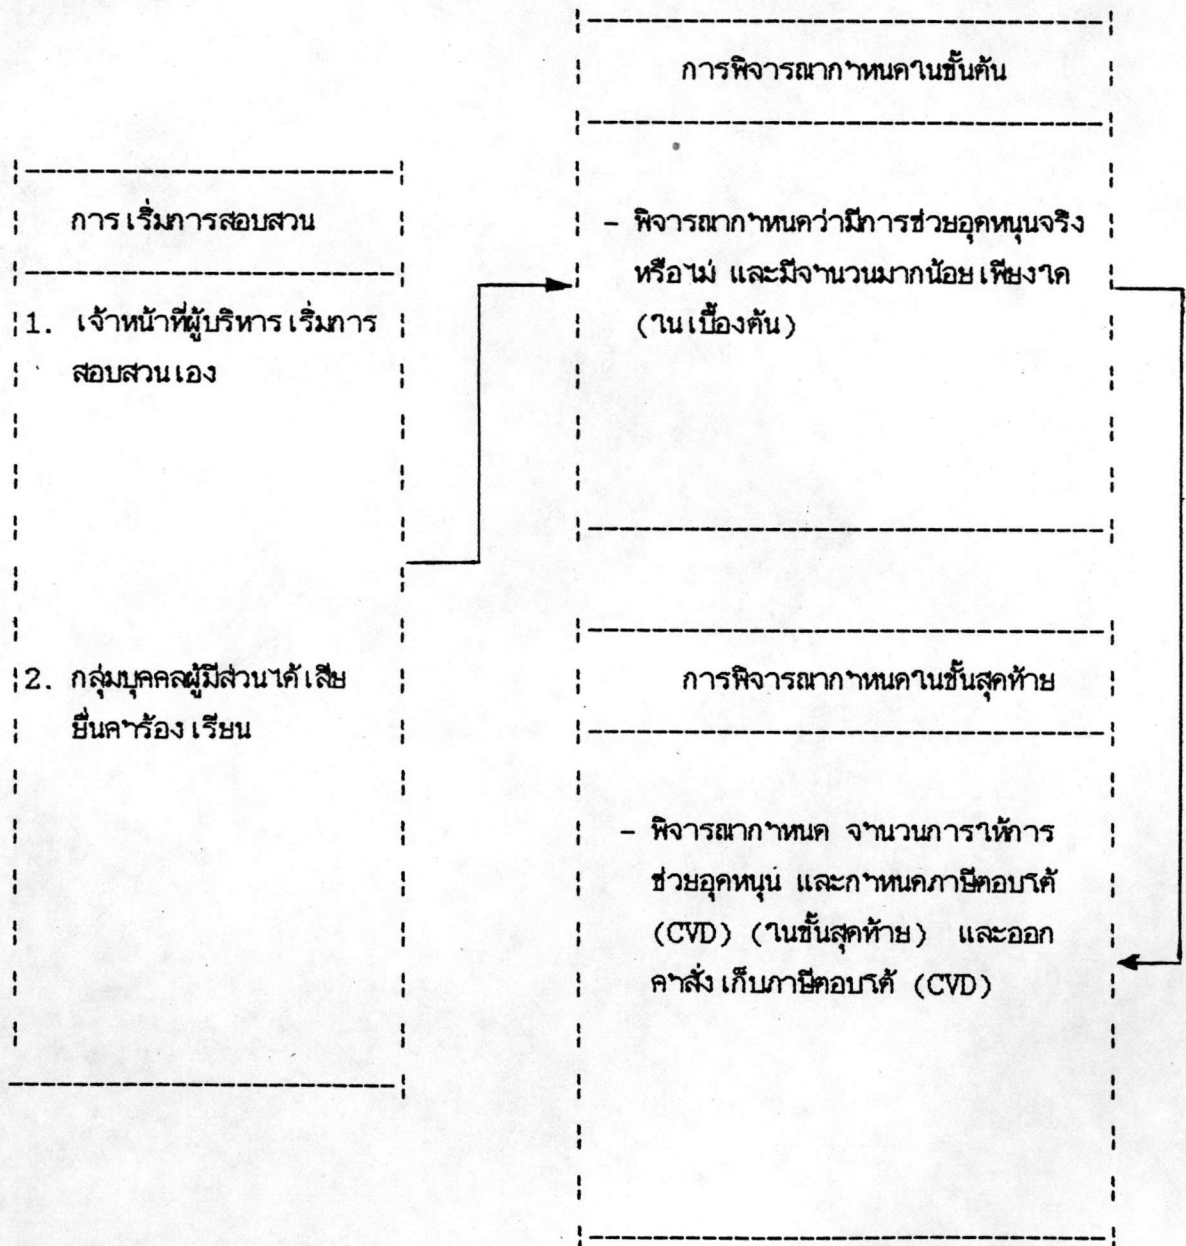 การพิจารณากำหนดในขั้นต้น
- พิจารณากำหนดว่ามีการช่วยอุดหนุนจริง
หรือไม่ และมีจำนวนมากน้อยเพียงใด
(ในเบื้องต้น)
การเริ่มการสอบสวน
1. เจ้าหน้าที่ผู้บริหารเริ่มการ
สอบสวนเอง
2. กลุ่มบุคคลผู้มีส่วนได้เสีย
ยื่นคำร้องเรียน
การพิจารณากำหนดในขั้นสุดท้าย
- พิจารณากำหนด จำนวนการให้การ
ช่วยอุดหนุน และกำหนดภาษีตอบโต้
(CVD) (ในขั้นสุดท้าย) และออก
คำสั่งเก็บภาษีตอบโต้ (CVD)